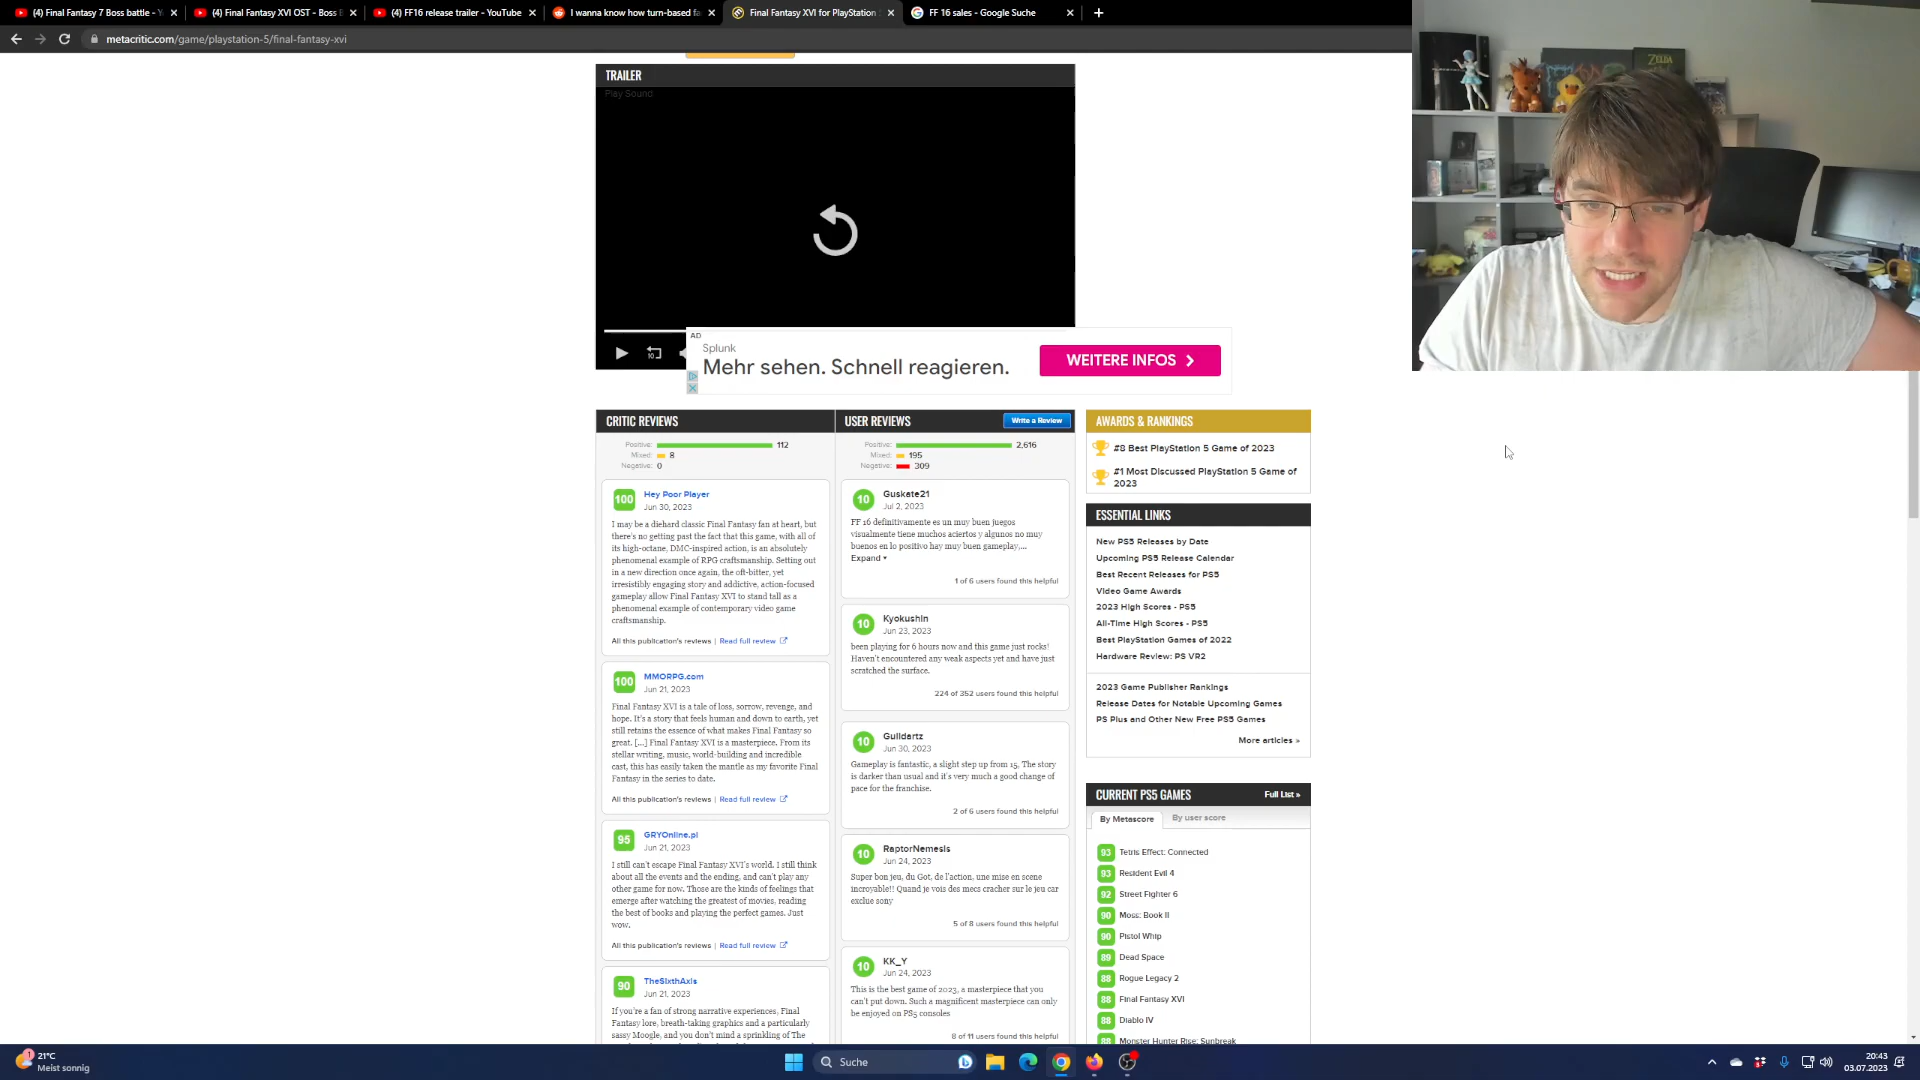 (4) Final Fantasy 7 Boss battle - Y
(4) Final Fantasy XVI OST - Boss B
(4) FF16 release trailer - YouTube
I wanna know how turn-based fa
Final Fantasy XVI for PlayStation
FF 16 sales - Google Suche
metacritic.com/game/playstation-5/final-fantasy-xvi
TRAILER
Play Sound
10
AD
Splunk
Mehr sehen. Schnell reagieren.
WEITERE INFOS
CRITIC REVIEWS
Positive: 112
Mixed: 8
Negative: 0
100
Hey Poor Player
Jun 30, 2023
I may be a diehard classic Final Fantasy fan at heart, but
there's no getting past the fact that this game, with all of
its high-octane, DMC-inspired action, is an absolutely
phenomenal example of RPG craftsmanship. Setting out
in a new direction once again, the oft-bitter, yet
irresistibly engaging story and addictive, action-focused
gameplay allow Final Fantasy XVI to stand tall as a
phenomenal example of contemporary video game
craftsmanship.
All this publication's reviews | Read full review
100
MMORPG.com
Jun 21, 2023
Final Fantasy XVI is a tale of loss, sorrow, revenge, and
hope. It's a story that feels human and down to earth, yet
still retains the essence of what makes Final Fantasy so
great. [...] Final Fantasy XVI is a masterpiece. From its
stellar writing, music, world-building and incredible
cast, this has easily taken the mantle as my favorite Final
Fantasy in the series to date.
All this publication's reviews | Read full review
95
GRYOnline.pl
Jun 21, 2023
I still can't escape Final Fantasy XVI's world. I still think
about all the events and the ending, and can't play any
other game for now. Those are the kinds of feelings that
emerge after watching the greatest of movies, reading
the best of books and playing the perfect games. Just
wow.
All this publication's reviews | Read full review
90
TheSixthAxis
Jun 21, 2023
If you're a fan of strong narrative experiences, Final
Fantasy lore, breath-taking graphics and a particularly
sassy Moogle, and you don't mind a sprinkling of The
USER REVIEWS
Write a Review
Positive: 2,616
Mixed: 195
Negative: 309
10
Guskate21
Jul 2, 2023
FF 16 definitivamente es un muy buen juegos
visualmente tiene muchos aciertos y algunos no muy
buenos en lo positivo hay muy buen gameplay,...
Expand
1 of 6 users found this helpful
10
Kyokushin
Jun 23, 2023
been playing for 6 hours now and this game just rocks!
Haven't encountered any weak aspects yet and have just
scratched the surface.
224 of 352 users found this helpful
10
Guildartz
Jun 30, 2023
Gameplay is fantastic, a slight step up from 15, The story
is darker than usual and it's very much a good change of
pace for the franchise.
2 of 6 users found this helpful
10
RaptorNemesis
Jun 24, 2023
Super bon jeu, du Got, de l'action, une mise en scene
incroyable!! Quand je vois des mecs cracher sur le jeu car
exclue sony
5 of 8 users found this helpful
10
KK_Y
Jun 24, 2023
This is the best game of 2023, a masterpiece that you
can't put down. Such a magnificent masterpiece can only
be enjoyed on PS5 consoles
8 of 11 users found this helpful
AWARDS & RANKINGS
#8 Best PlayStation 5 Game of 2023
#1 Most Discussed PlayStation 5 Game of
2023
ESSENTIAL LINKS
New PS5 Releases by Date
Upcoming PS5 Release Calendar
Best Recent Releases for PS5
Video Game Awards
2023 High Scores - PS5
All-Time High Scores - PS5
Best PlayStation Games of 2022
Hardware Review: PS VR2
2023 Game Publisher Rankings
Release Dates for Notable Upcoming Games
PS Plus and Other New Free PS5 Games
More articles »
CURRENT PS5 GAMES
Full List »
By Metascore
By user score
93 Tetris Effect: Connected
93 Resident Evil 4
92 Street Fighter 6
90 Moss: Book II
90 Pistol Whip
89 Dead Space
88 Rogue Legacy 2
88 Final Fantasy XVI
88 Diablo IV
88 Monster Hunter Rise: Sunbreak
ZELDA
1
21°C
Meist sonnig
Suche
20:43
03.07.2023